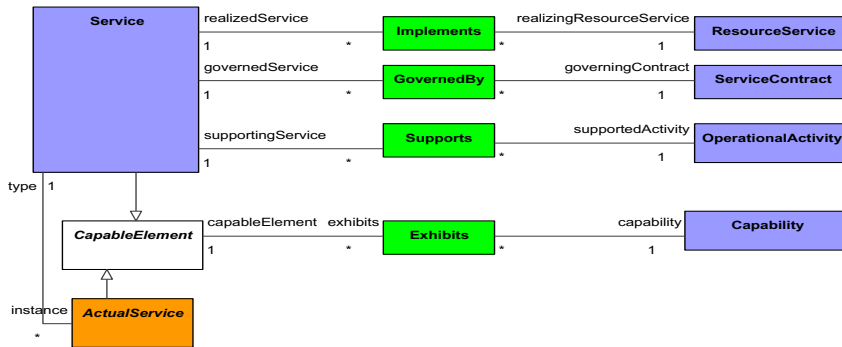 Service
realizedService
1
*
Implements
realizingResourceService
*
1
ResourceService
governedService
1
*
GovernedBy
governingContract
*
1
ServiceContract
supportingService
1
*
Supports
supportedActivity
*
1
OperationalActivity
type
1
CapableElement
capableElement
exhibits
1
*
Exhibits
capability
*
1
Capability
instance
*
ActualService